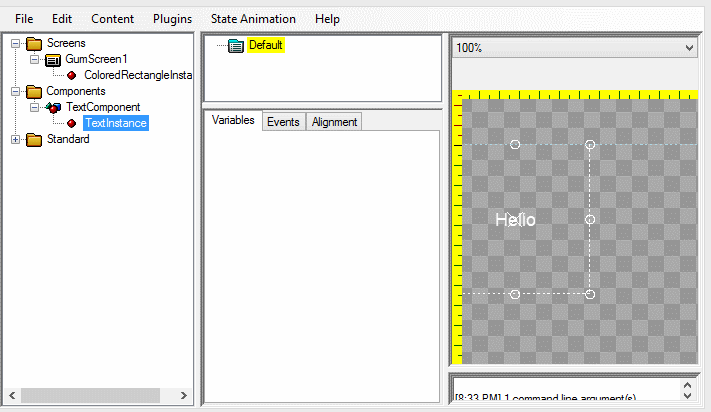 File Edit Content Plugins State Animation Help
Screens
GumScreen1
ColoredRectangleInsta
Components
TextComponent
TextInstance
Standard
Default
Variables Events Alignment
100%
Hello
[8:33 PM] 1 command line argument(s)